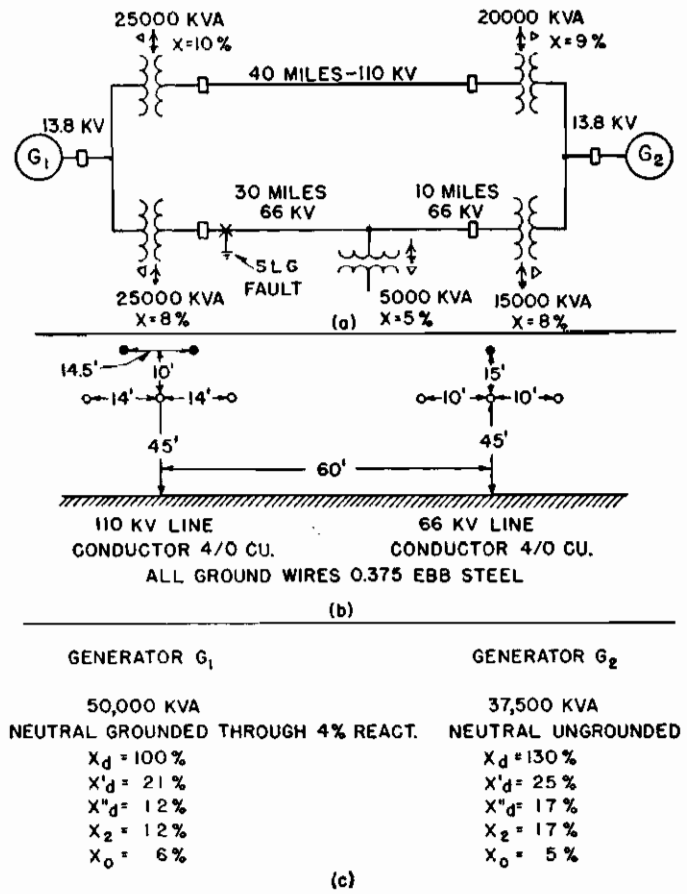 25000 KVA
X=10%
20000 KVA
X=9%
40 MILES-110 KV
13.8 KV
13.8 KV
G1
G2
30 MILES
66 KV
10 MILES
66 KV
SLG
FAULT
25000 KVA
X=8%
5000 KVA
X=5%
15000 KVA
X=8%
(a)
14.5'
10'
15'
14'
14'
10'
10'
45'
45'
60'
110 KV LINE
CONDUCTOR 4/0 CU.
66 KV LINE
CONDUCTOR 4/0 CU.
ALL GROUND WIRES 0.375 EBB STEEL
(b)
GENERATOR G1
50,000 KVA
NEUTRAL GROUNDED THROUGH 4% REACT.
Xd = 100%
X'd = 21%
X"d = 12%
X2 = 12%
X0 = 6%
GENERATOR G2
37,500 KVA
NEUTRAL UNGROUNDED
Xd = 130%
X'd = 25%
X"d = 17%
X2 = 17%
X0 = 5%
(c)